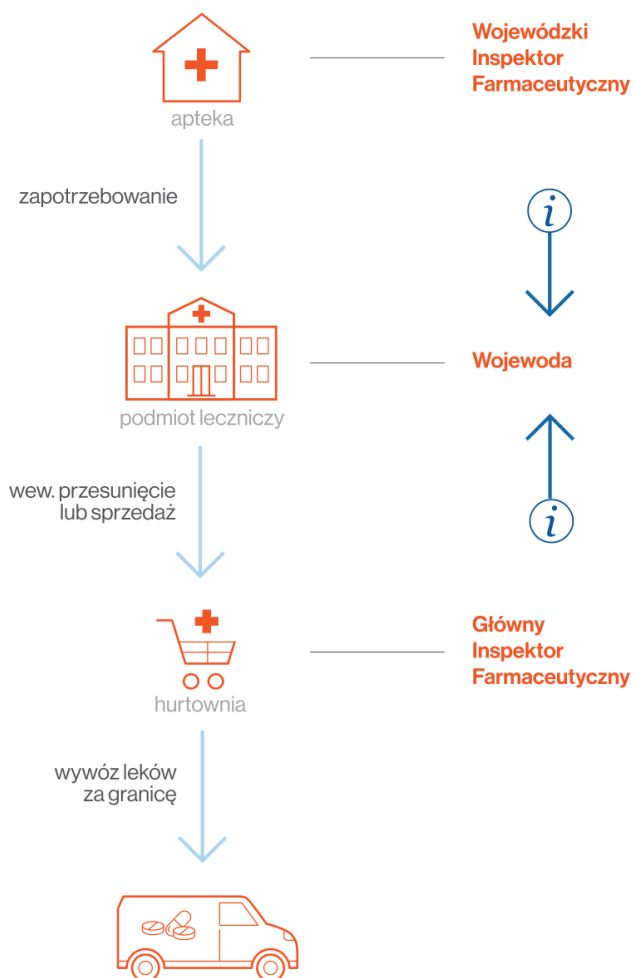 Wojewódzki
Inspektor
Farmaceutyczny
apteka
zapotrzebowanie
i
Wojewoda
podmiot leczniczy
wew. przesunięcie
lub sprzedaż
i
Główny
Inspektor
Farmaceutyczny
hurtownia
wywóz leków
za granicę